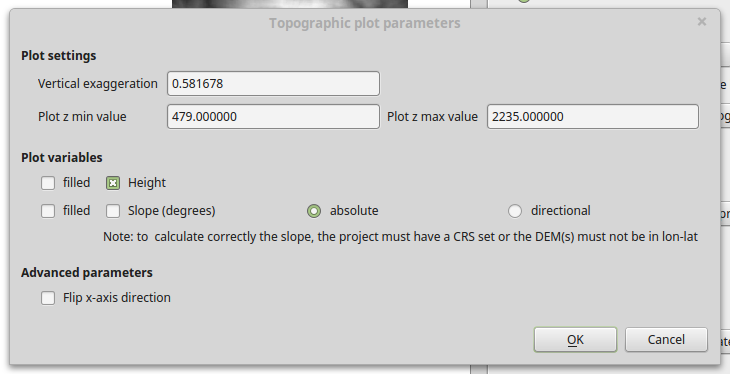 Topographic plot parameters
Plot settings
Vertical exaggeration 0.581678
Plot z min value 479.000000 Plot z max value 2235.000000
Plot variables
filled Height
filled Slope (degrees) absolute directional
Note: to  calculate correctly the slope, the project must have a CRS set or the DEM(s) must not be in lon-lat
Advanced parameters
Flip x-axis direction
OK Cancel